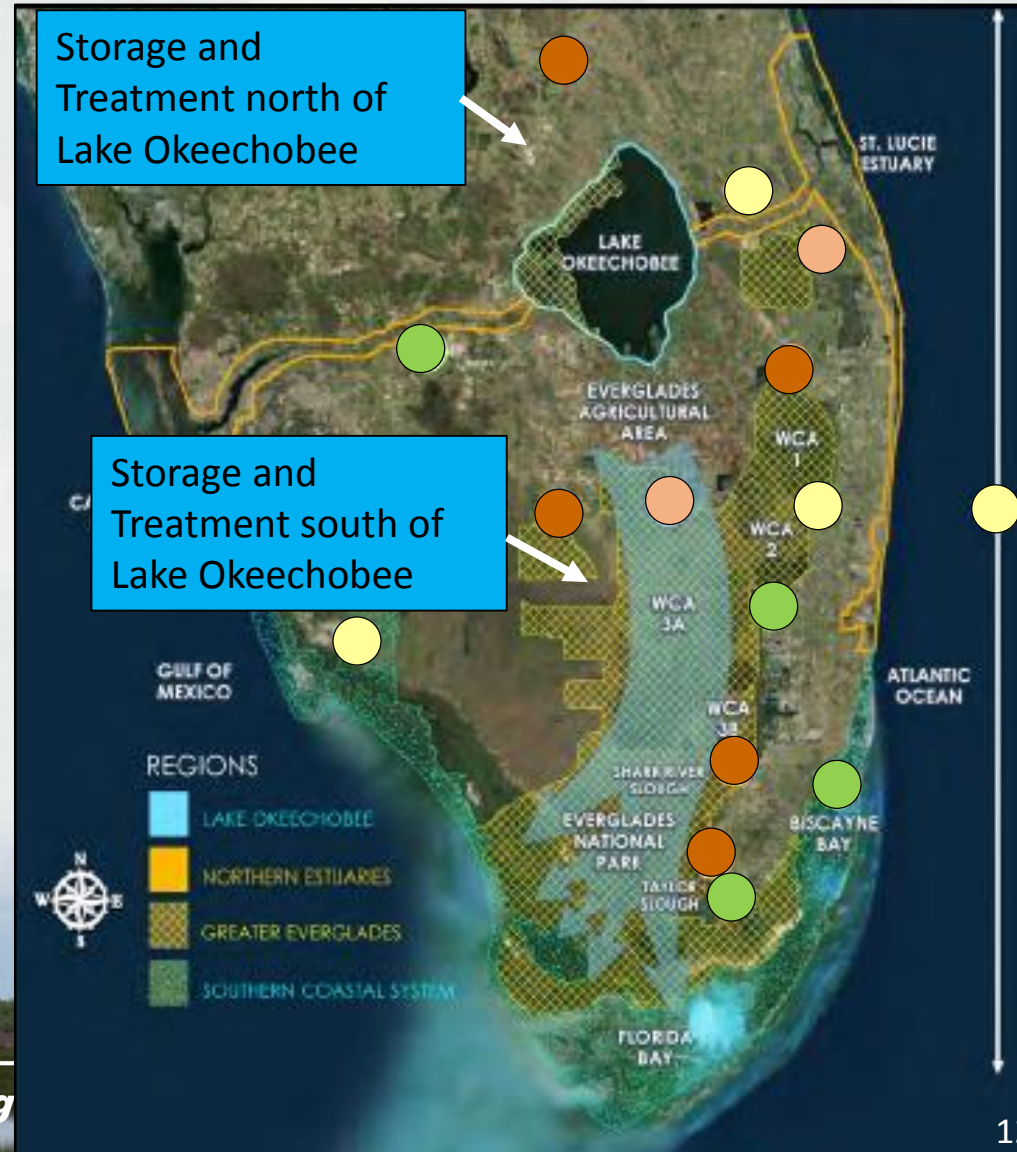 Storage and
Treatment north of
Lake Okeechobee
ST. LUCIE
ESTUARY
LAKE
OKEECHOBEE
EVERGLADES
AGRICULTURAL
AREA
WCA
1
Storage and
Treatment south of
Lake Okeechobee
WCA
2
WCA
3A
GULF OF
MEXICO
ATLANTIC
OCEAN
WCA
REGIONS
SHARK RIVER
SLOUGH
LAKE OKEECHOBEE
EVERGLADES
NATIONAL
PARK
BISCAYNE
BAY
N
W
E
S
NORTHERN ESTUARIES
TAYLOR
SLOUGH
GREATER EVERGLADES
SOUTHERN COASTAL SYSTEM
FLORIDA
BAY
g